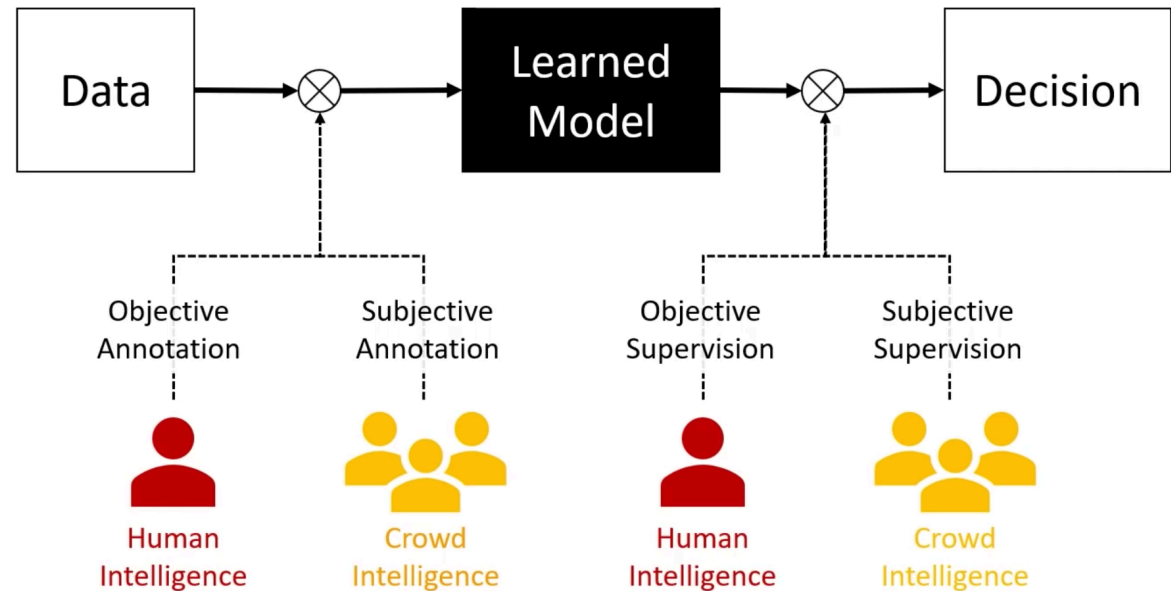 Data
Learned
Model
Decision
Objective
Annotation
Subjective
Annotation
Objective
Supervision
Subjective
Supervision
Human
Intelligence
Crowd
Intelligence
Human
Intelligence
Crowd
Intelligence